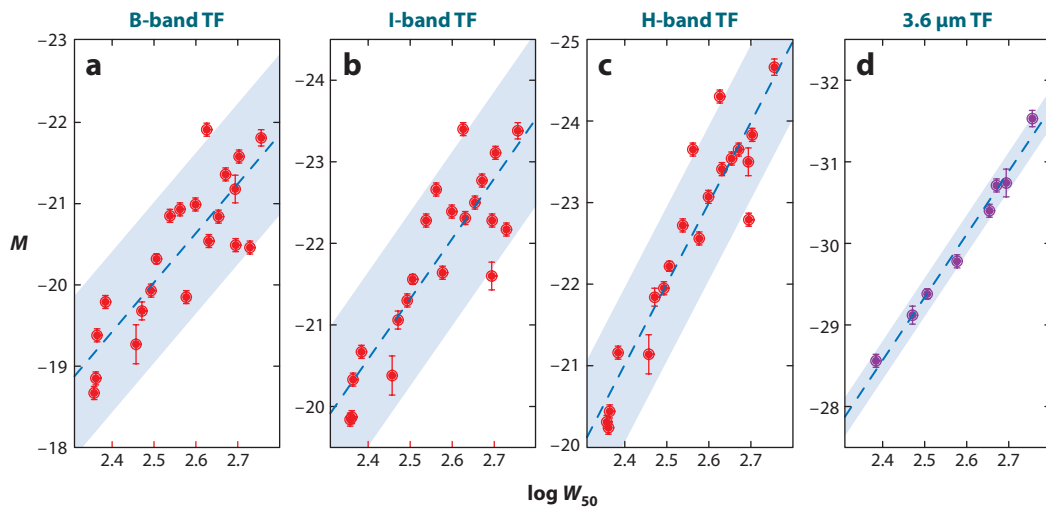 B-band TF
I-band TF
H-band TF
3.6 µm TF
a
b
c
d
M
–23
–22
–21
–20
–19
–18
–24
–23
–22
–21
–20
–25
–24
–23
–22
–21
–20
–32
–31
–30
–29
–28
2.4 2.5 2.6 2.7
2.4 2.5 2.6 2.7
2.4 2.5 2.6 2.7
2.4 2.5 2.6 2.7
log W50